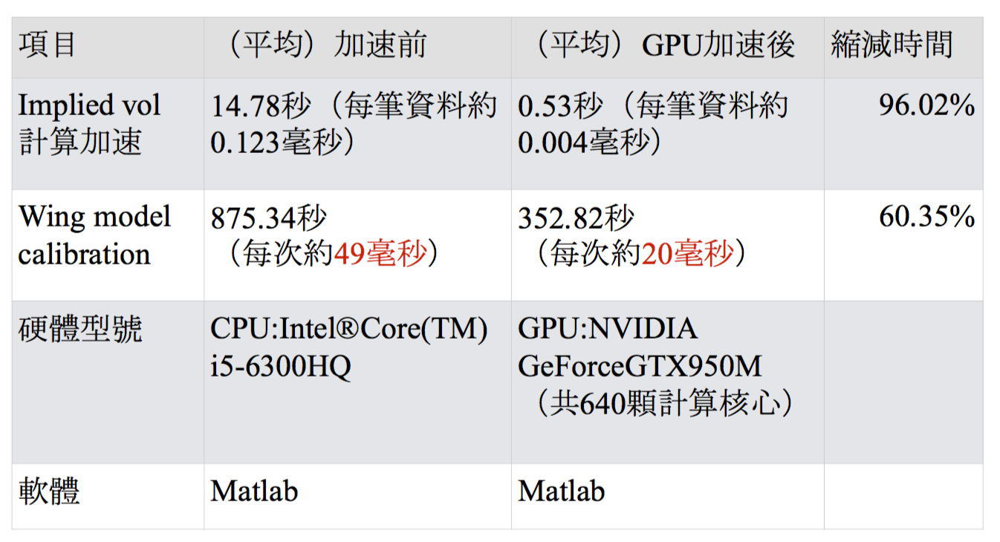 項目
（平均）加速前
（平均）GPU加速後
縮減時間
Implied vol
計算加速
14.78秒（每筆資料約
0.123毫秒）
0.53秒（每筆資料約
0.004毫秒）
96.02%
Wing model
calibration
875.34秒
（每次約49毫秒）
352.82秒
（每次約20毫秒）
60.35%
硬體型號
CPU:Intel®Core(TM)
i5-6300HQ
GPU:NVIDIA
GeForceGTX950M
（共640顆計算核心）
軟體
Matlab
Matlab